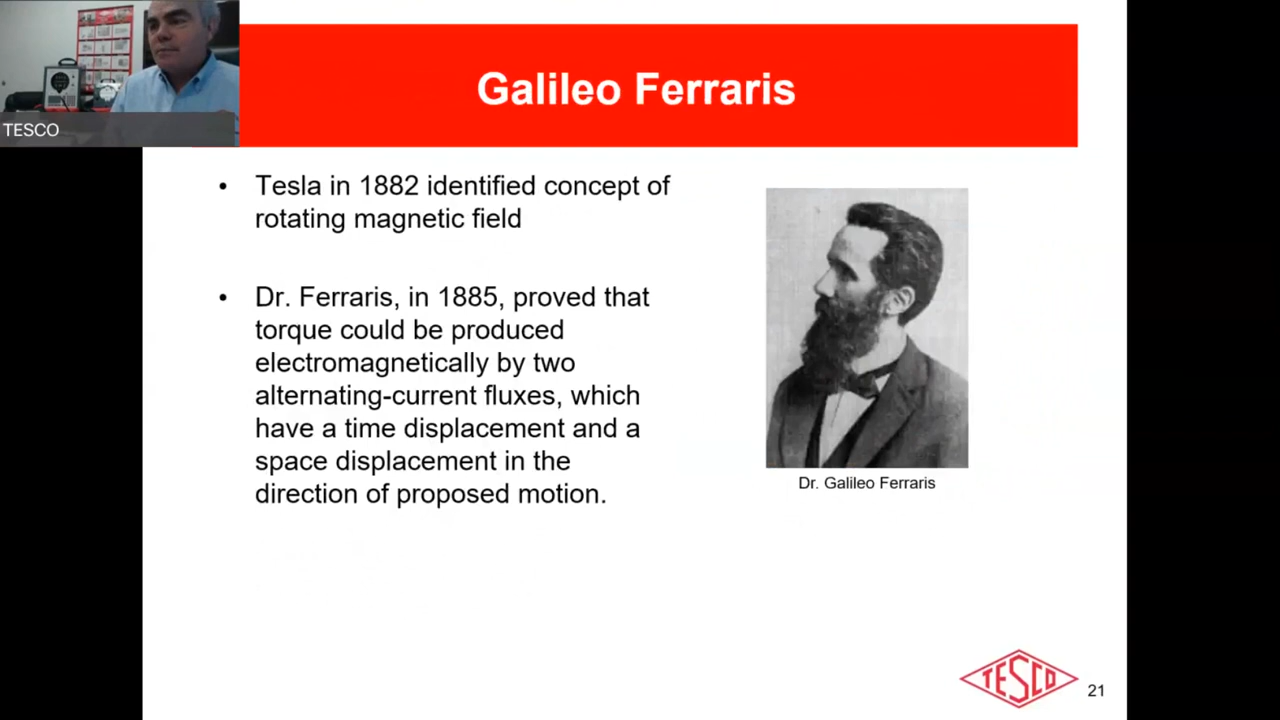 Galileo Ferraris
TESCO
• Tesla in 1882 identified concept of
rotating magnetic field
• Dr. Ferraris, in 1885, proved that
torque could be produced
electromagnetically by two
alternating-current fluxes, which
have a time displacement and a
space displacement in the
direction of proposed motion.
Dr. Galileo Ferraris
TESCO
21